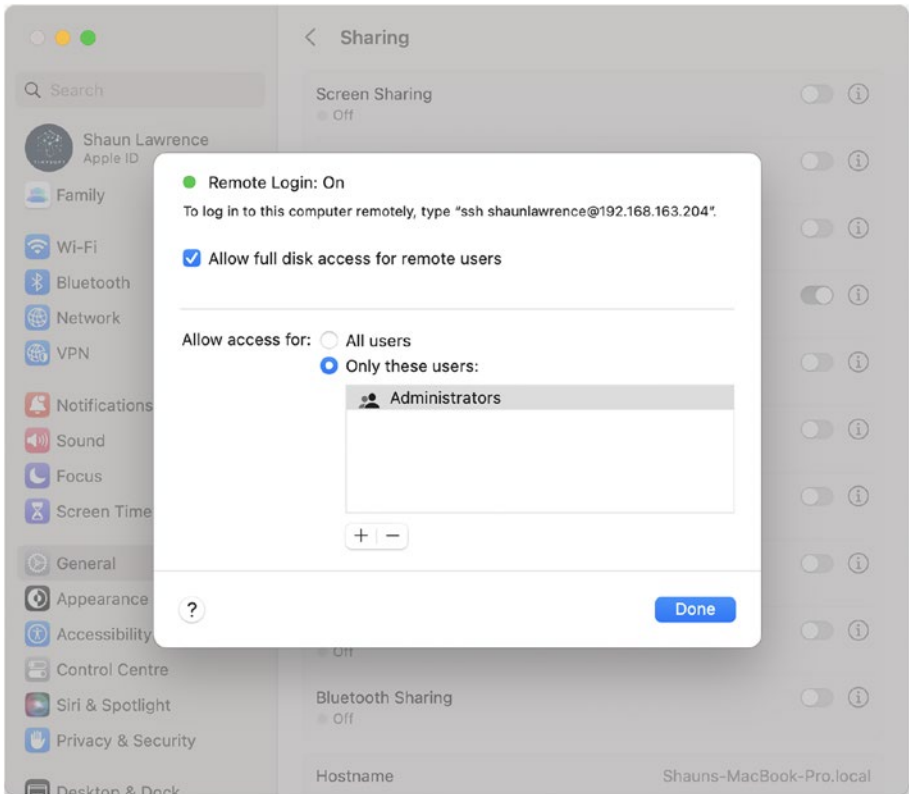 Sharing
Search
Shaun Lawrence
Apple ID
Family
Wi-Fi
Bluetooth
Network
VPN
Notifications
Sound
Focus
Screen Time
General
Appearance
Accessibility
Control Centre
Siri & Spotlight
Privacy & Security
Desktop & Dock
Screen Sharing
Off
Remote Login: On
To log in to this computer remotely, type “ssh shaunlawrence@192.168.163.204”.
Allow full disk access for remote users
Allow access for:
All users
Only these users:
Administrators
+ −
?
Done
Off
Bluetooth Sharing
Off
Hostname
Shauns-MacBook-Pro.local